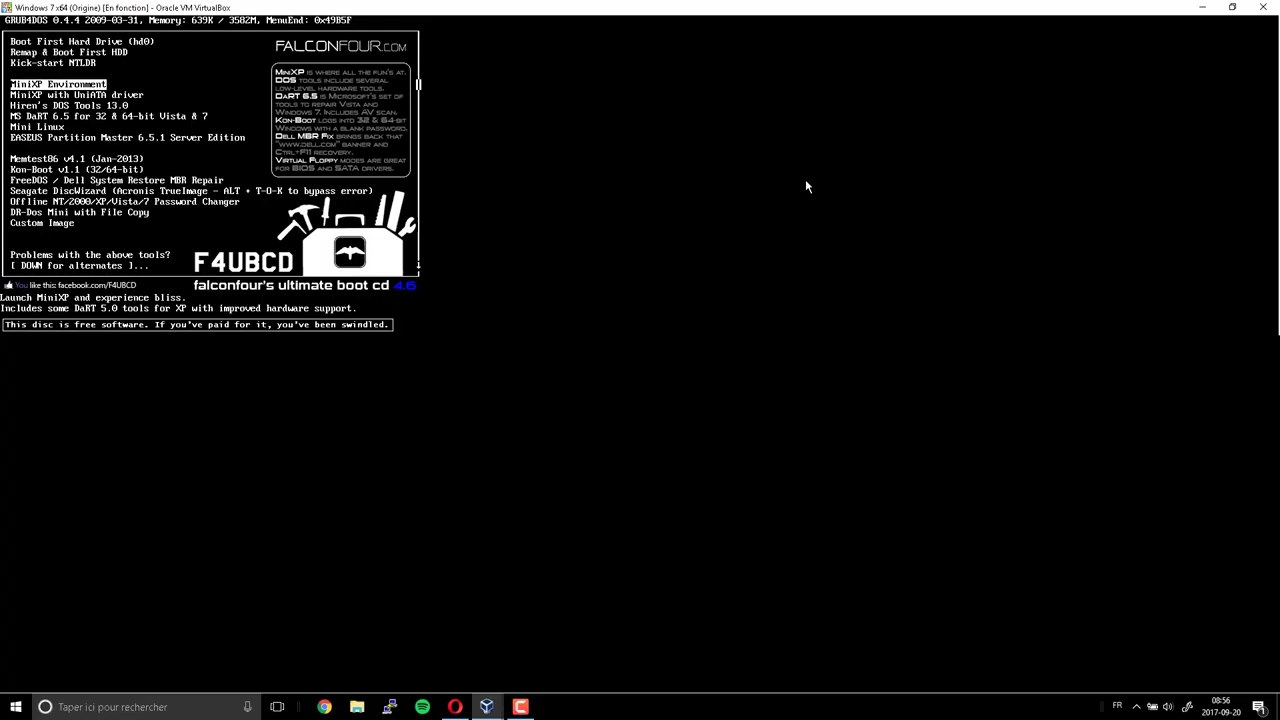 Windows 7 x64 (Origine) [En fonction] - Oracle VM VirtualBox
GRUB4DOS 0.4.4 2009-03-31, Memory: 639K / 3582M, MenuEnd: 0x49B5F
Boot First Hard Drive (hd0)
Remap & Boot First HDD
Kick-start NTLDR
MiniXP Environment
MiniXP with UniATA driver
Hiren's DOS Tools 13.0
MS DaRT 6.5 for 32 & 64-bit Vista & 7
Mini Linux
EASEUS Partition Master 6.5.1 Server Edition
Memtest86 v4.1 (Jan-2013)
Kon-Boot v1.1 (32/64-bit)
FreeDOS / Dell System Restore MBR Repair
Seagate DiscWizard (Acronis TrueImage - ALT + T-O-K to bypass error)
Offline NT/2000/XP/Vista/7 Password Changer
DR-Dos Mini with File Copy
Custom Image
Problems with the above tools?
[ DOWN for alternates ]...
FALCONFOUR.COM
MiniXP is where all the fun's at.
DOS tools include several
low-level hardware tools.
DaRT 6.5 is Microsoft's set of
tools to repair Vista and
Windows 7. Includes AV scan.
Kon-Boot logs into 32 & 64-bit
Windows with a blank password.
Dell MBR Fix brings back that
"www.dell.com" banner and
Ctrl+F11 recovery.
Virtual Floppy modes are great
for BIOS and SATA drivers.
F4UBCD
falconfour's ultimate boot cd 4.6
You like this: facebook.com/F4UBCD
Launch MiniXP and experience bliss.
Includes some DaRT 5.0 tools for XP with improved hardware support.
This disc is free software. If you've paid for it, you've been swindled.
Taper ici pour rechercher
FR
08:56
2017-09-20
1